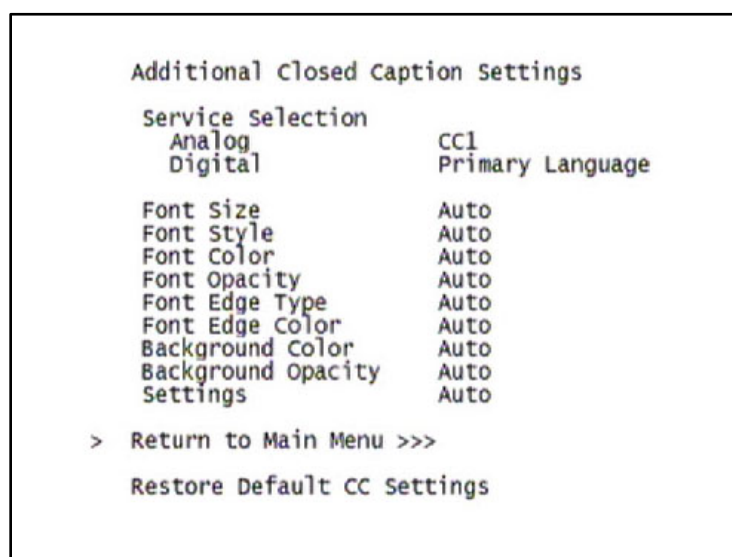 Additional Closed Caption Settings
Service Selection
Analog CC1
Digital Primary Language
Font Size Auto
Font Style Auto
Font Color Auto
Font Opacity Auto
Font Edge Type Auto
Font Edge Color Auto
Background Color Auto
Background Opacity Auto
Settings Auto
> Return to Main Menu >>>
Restore Default CC Settings